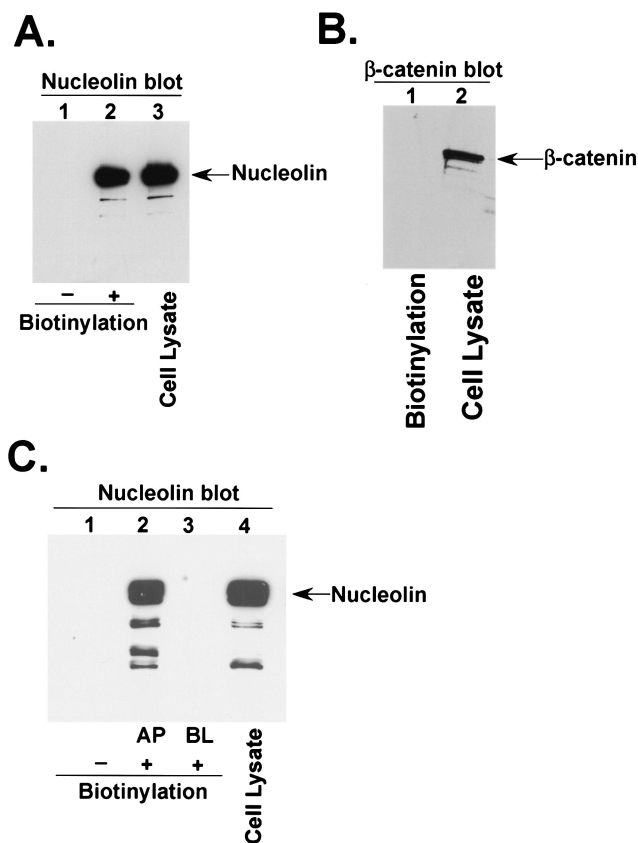 A.
Nucleolin blot
1 2 3
Nucleolin
− +
Biotinylation
Cell Lysate
B.
β-catenin blot
1 2
β-catenin
Biotinylation
Cell Lysate
C.
Nucleolin blot
1 2 3 4
Nucleolin
AP BL
− + +
Biotinylation
Cell Lysate